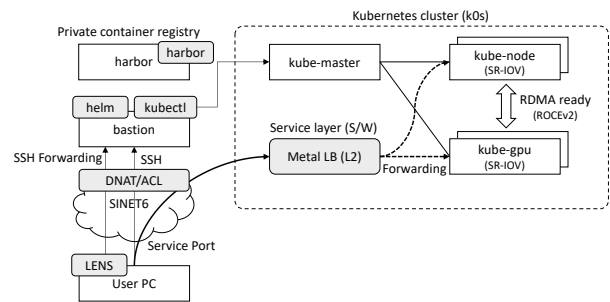 Kubernetes cluster (k0s)
Private container registry
harbor
harbor
kube-master
kube-node
(SR-IOV)
helm
kubectl
bastion
RDMA ready
(ROCEv2)
Service layer (S/W)
SSH Forwarding
SSH
Metal LB (L2)
kube-gpu
(SR-IOV)
Forwarding
DNAT/ACL
SINET6
Service Port
LENS
User PC